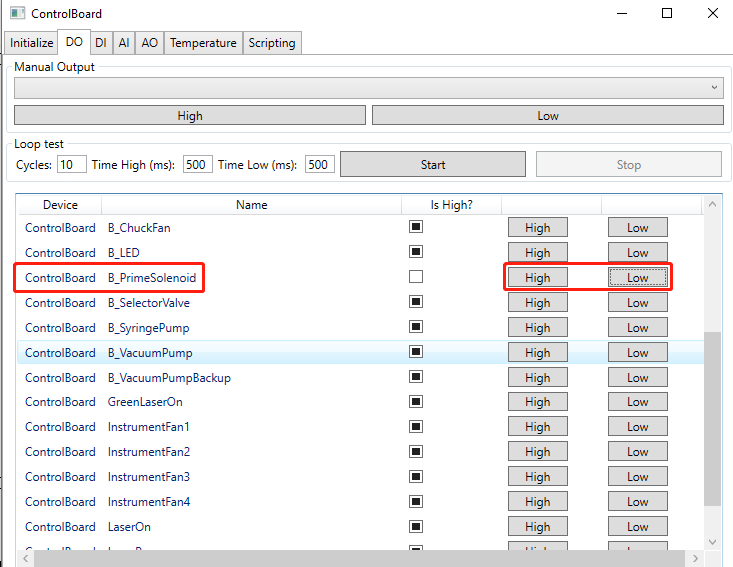 ControlBoard
Initialize DO DI AI AO Temperature Scripting
Manual Output
High Low
Loop test
Cycles: 10 Time High (ms): 500 Time Low (ms): 500 Start Stop
Device Name Is High?
ControlBoard B_ChuckFan High Low
ControlBoard B_LED High Low
ControlBoard B_PrimeSolenoid High Low
ControlBoard B_SelectorValve High Low
ControlBoard B_SyringePump High Low
ControlBoard B_VacuumPump High Low
ControlBoard B_VacuumPumpBackup High Low
ControlBoard GreenLaserOn High Low
ControlBoard InstrumentFan1 High Low
ControlBoard InstrumentFan2 High Low
ControlBoard InstrumentFan3 High Low
ControlBoard InstrumentFan4 High Low
ControlBoard LaserOn High Low